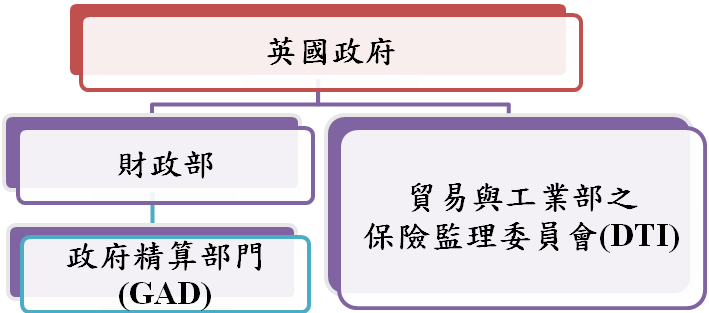 英國政府
財政部
政府精算部門
(GAD)
貿易與工業部之
保險監理委員會(DTI)